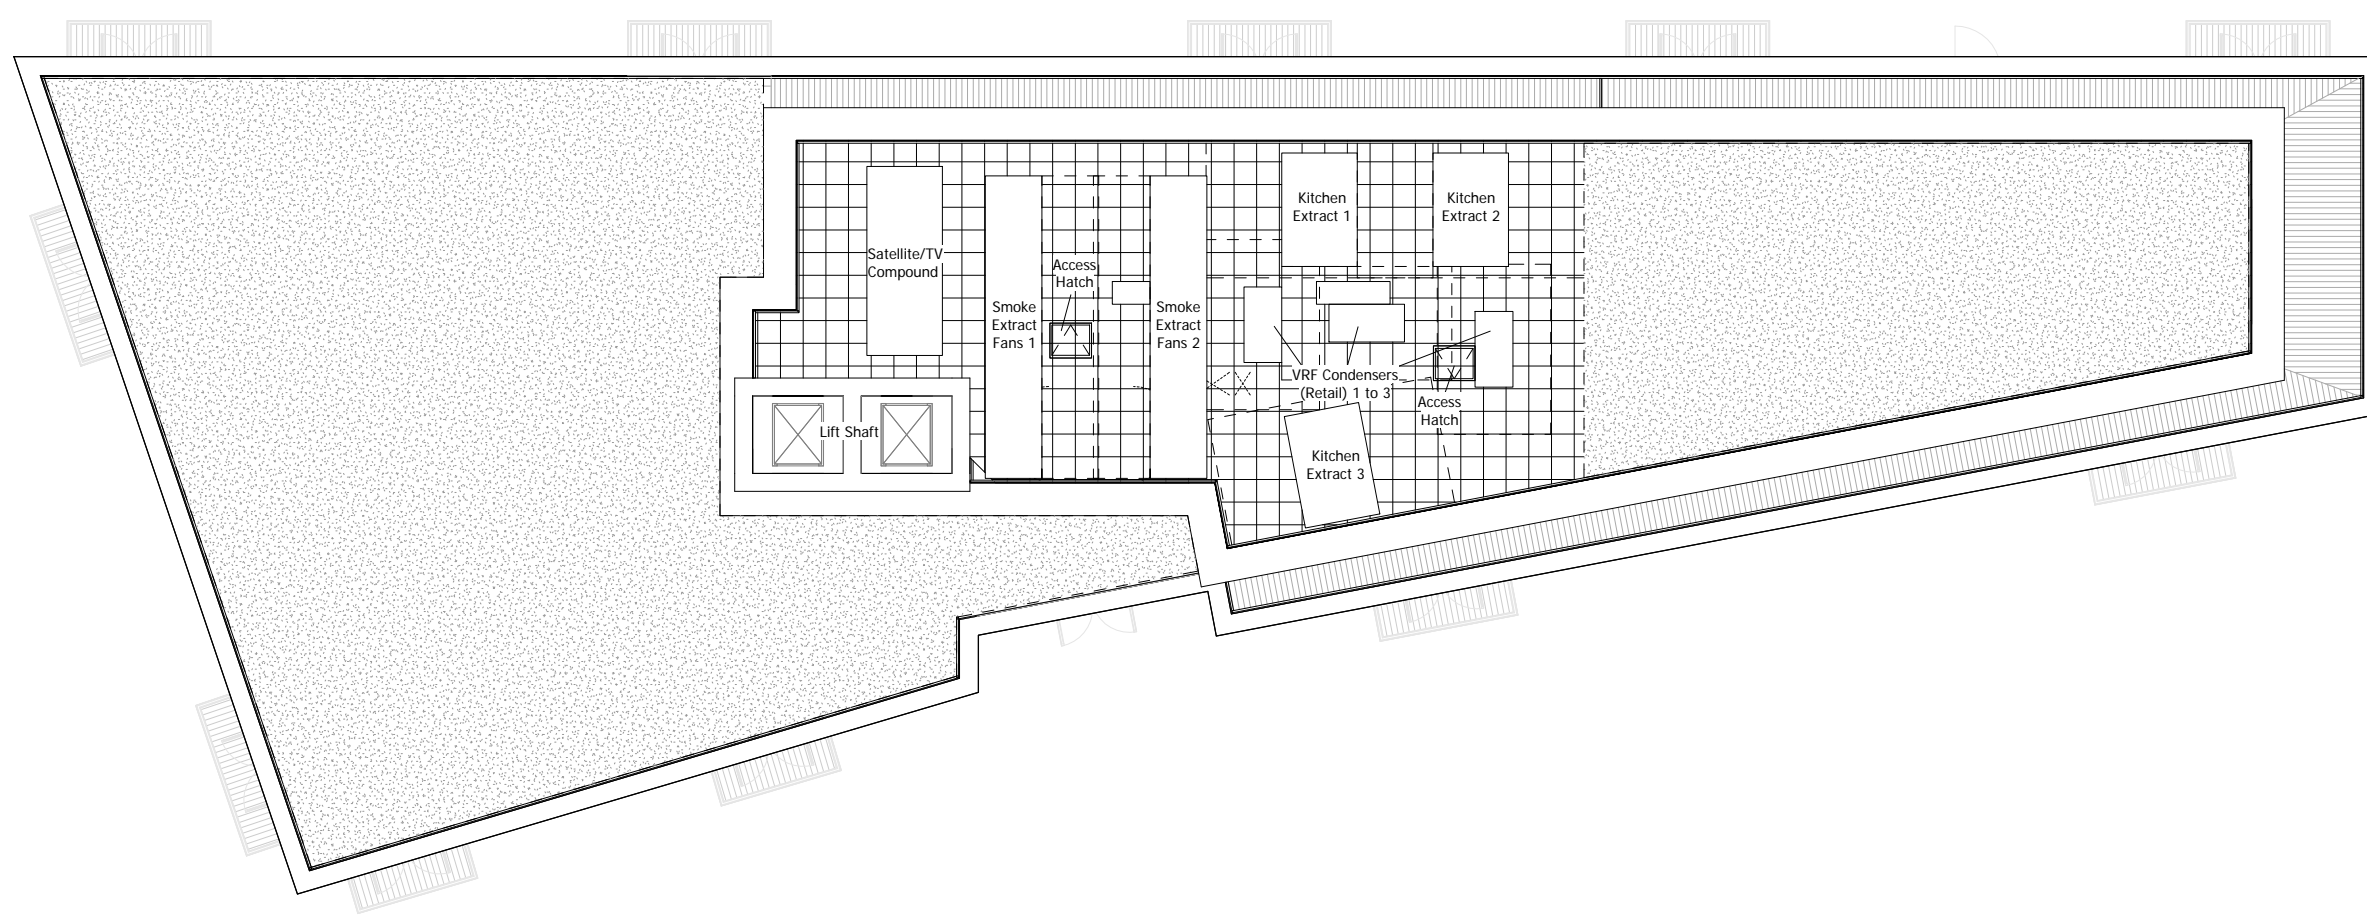 Kitchen
Extract 1
Kitchen
Extract 2
Satellite/TV
Compound
Access
Hatch
Smoke
Extract
Fans 1
Smoke
Extract
Fans 2
VRF Condensers
(Retail) 1 to 3
Access
Hatch
Lift Shaft
Kitchen
Extract 3